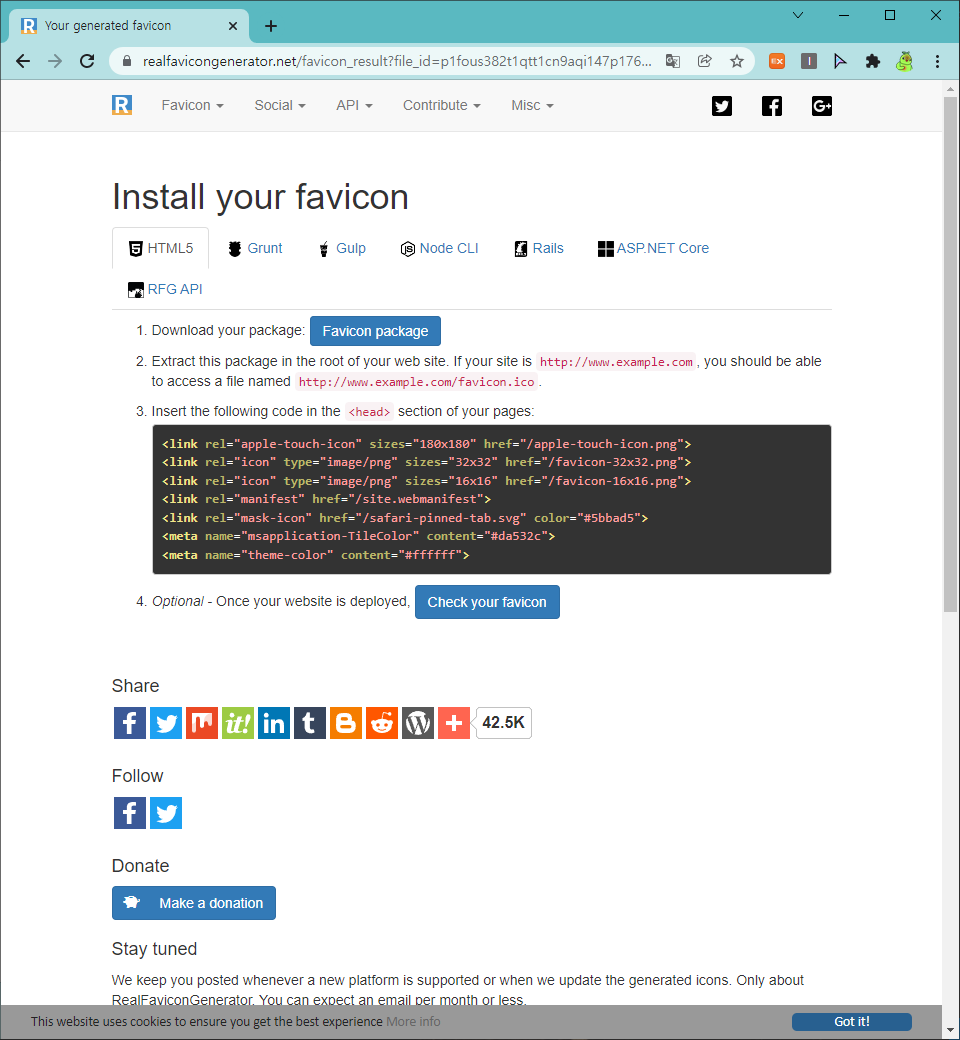 Your generated favicon
realfavicongenerator.net/favicon_result?file_id=p1fous382t1qtt1cn9aqi147p176...
Favicon Social API Contribute Misc
Install your favicon
HTML5 Grunt Gulp Node CLI Rails ASP.NET Core
RFG API
1. Download your package: Favicon package
2. Extract this package in the root of your web site. If your site is http://www.example.com, you should be able
to access a file named http://www.example.com/favicon.ico.
3. Insert the following code in the <head> section of your pages:
<link rel="apple-touch-icon" sizes="180x180" href="/apple-touch-icon.png">
<link rel="icon" type="image/png" sizes="32x32" href="/favicon-32x32.png">
<link rel="icon" type="image/png" sizes="16x16" href="/favicon-16x16.png">
<link rel="manifest" href="/site.webmanifest">
<link rel="mask-icon" href="/safari-pinned-tab.svg" color="#5bbad5">
<meta name="msapplication-TileColor" content="#da532c">
<meta name="theme-color" content="#ffffff">
4. Optional - Once your website is deployed, Check your favicon
Share
42.5K
Follow
Donate
Make a donation
Stay tuned
We keep you posted whenever a new platform is supported or when we update the generated icons. Only about
RealFaviconGenerator. You can expect an email per month or less.
This website uses cookies to ensure you get the best experience More info Got it!